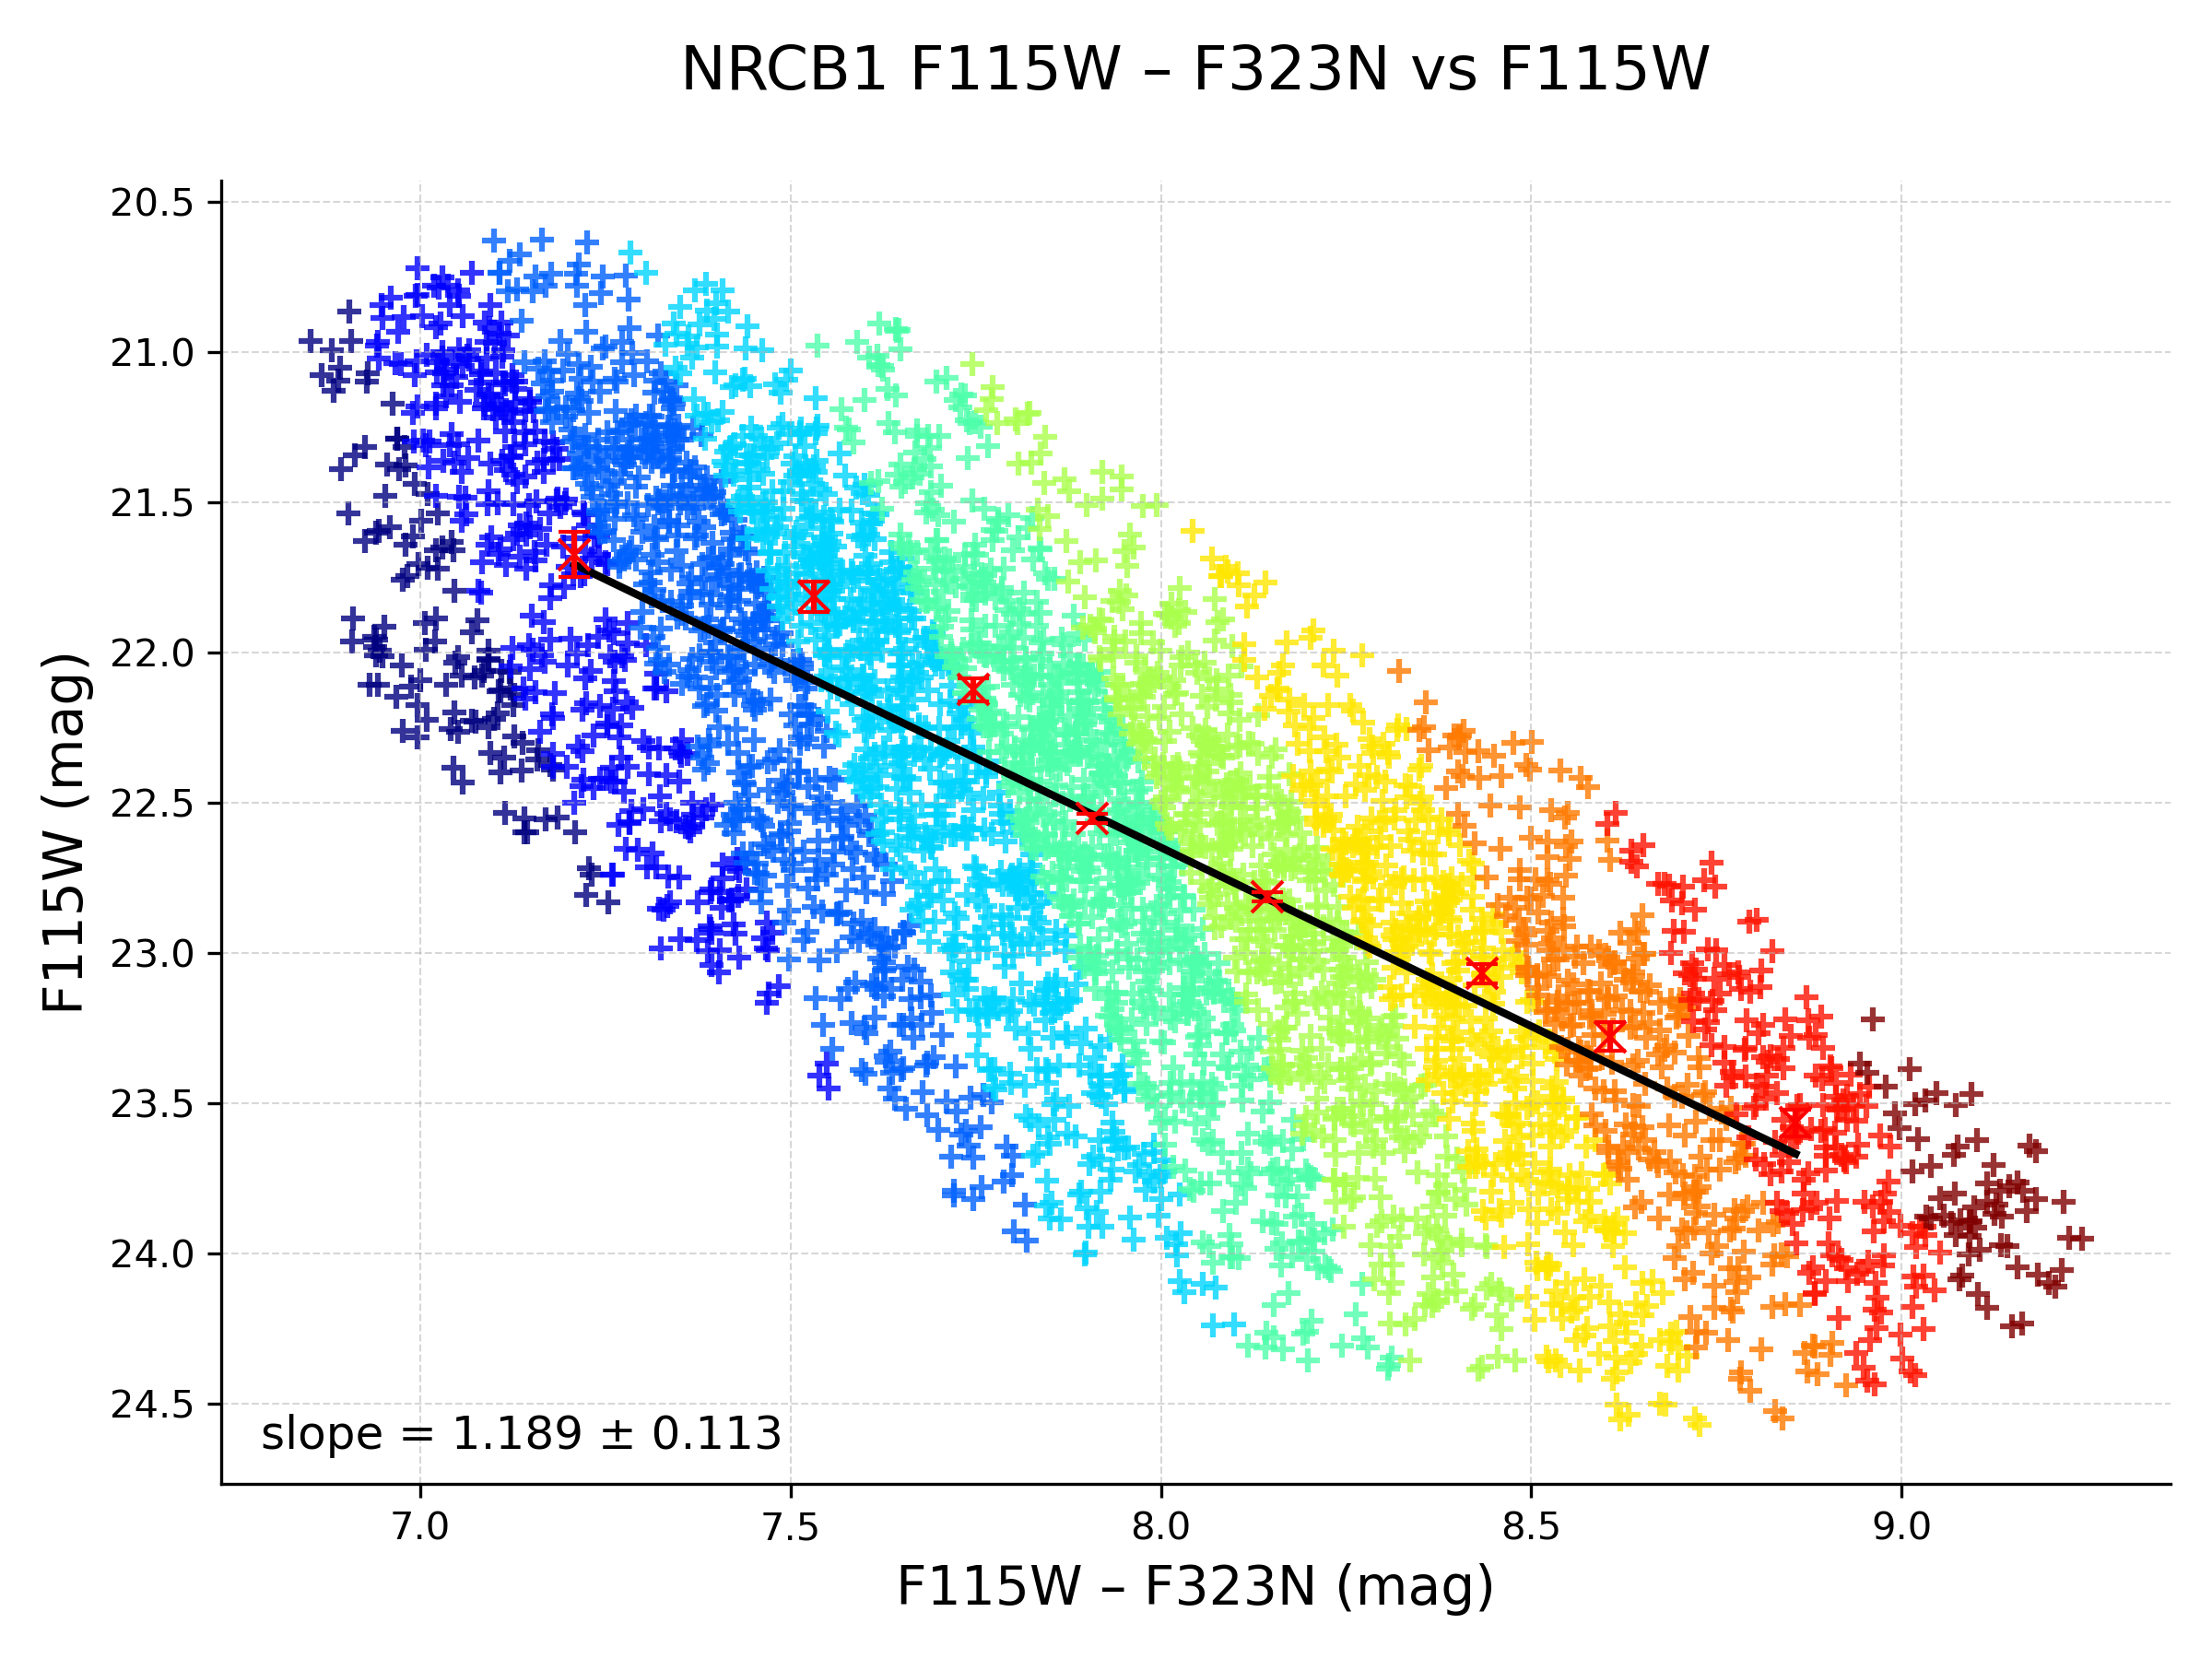 NRCB1 F115W – F323N vs F115W
F115W (mag)
20.5
21.0
21.5
22.0
22.5
23.0
23.5
24.0
24.5
slope = 1.189 ± 0.113
7.0 7.5 8.0 8.5 9.0
F115W – F323N (mag)